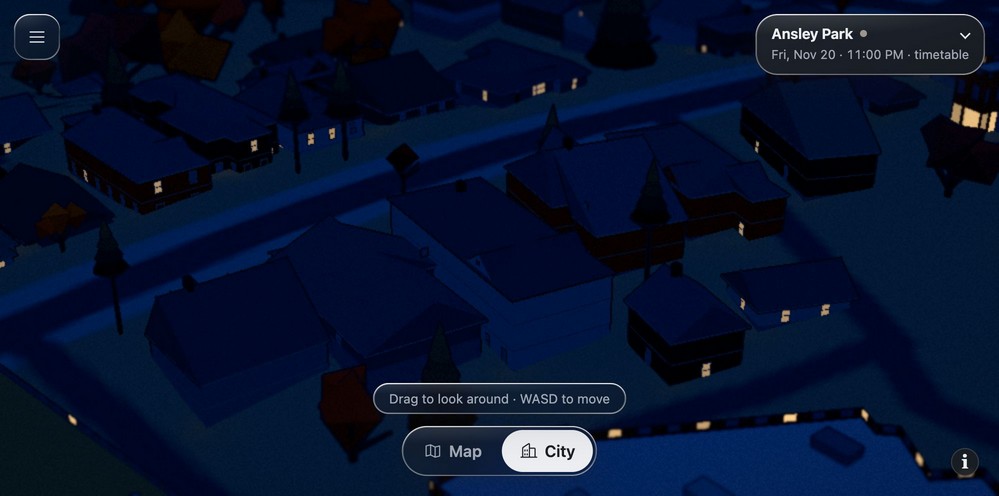 Ansley Park
Fri, Nov 20 · 11:00 PM · timetable
Drag to look around · WASD to move
Map
City
i